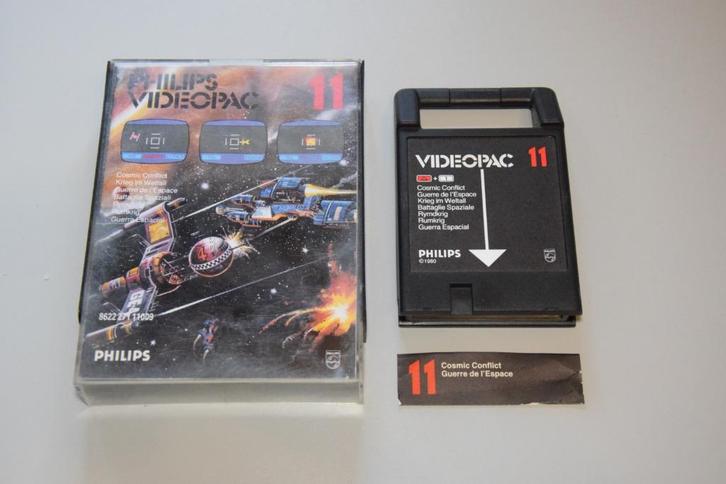 PHILIPS
VIDEOPAC
11
Cosmic Conflict
Krieg im Weltall
Guerre de l'Espace
Battaglie Spaziali
Rumkrig
Guerra Espacial
8622 271 11009
PHILIPS
VIDEOPAC 11
Cosmic Conflict
Guerre de l'Espace
Krieg im Weltall
Battaglie Spaziale
Rymdkrig
Rumkrig
Guerra Espacial
PHILIPS
©1980
11
Cosmic Conflict
Guerre de l'Espace